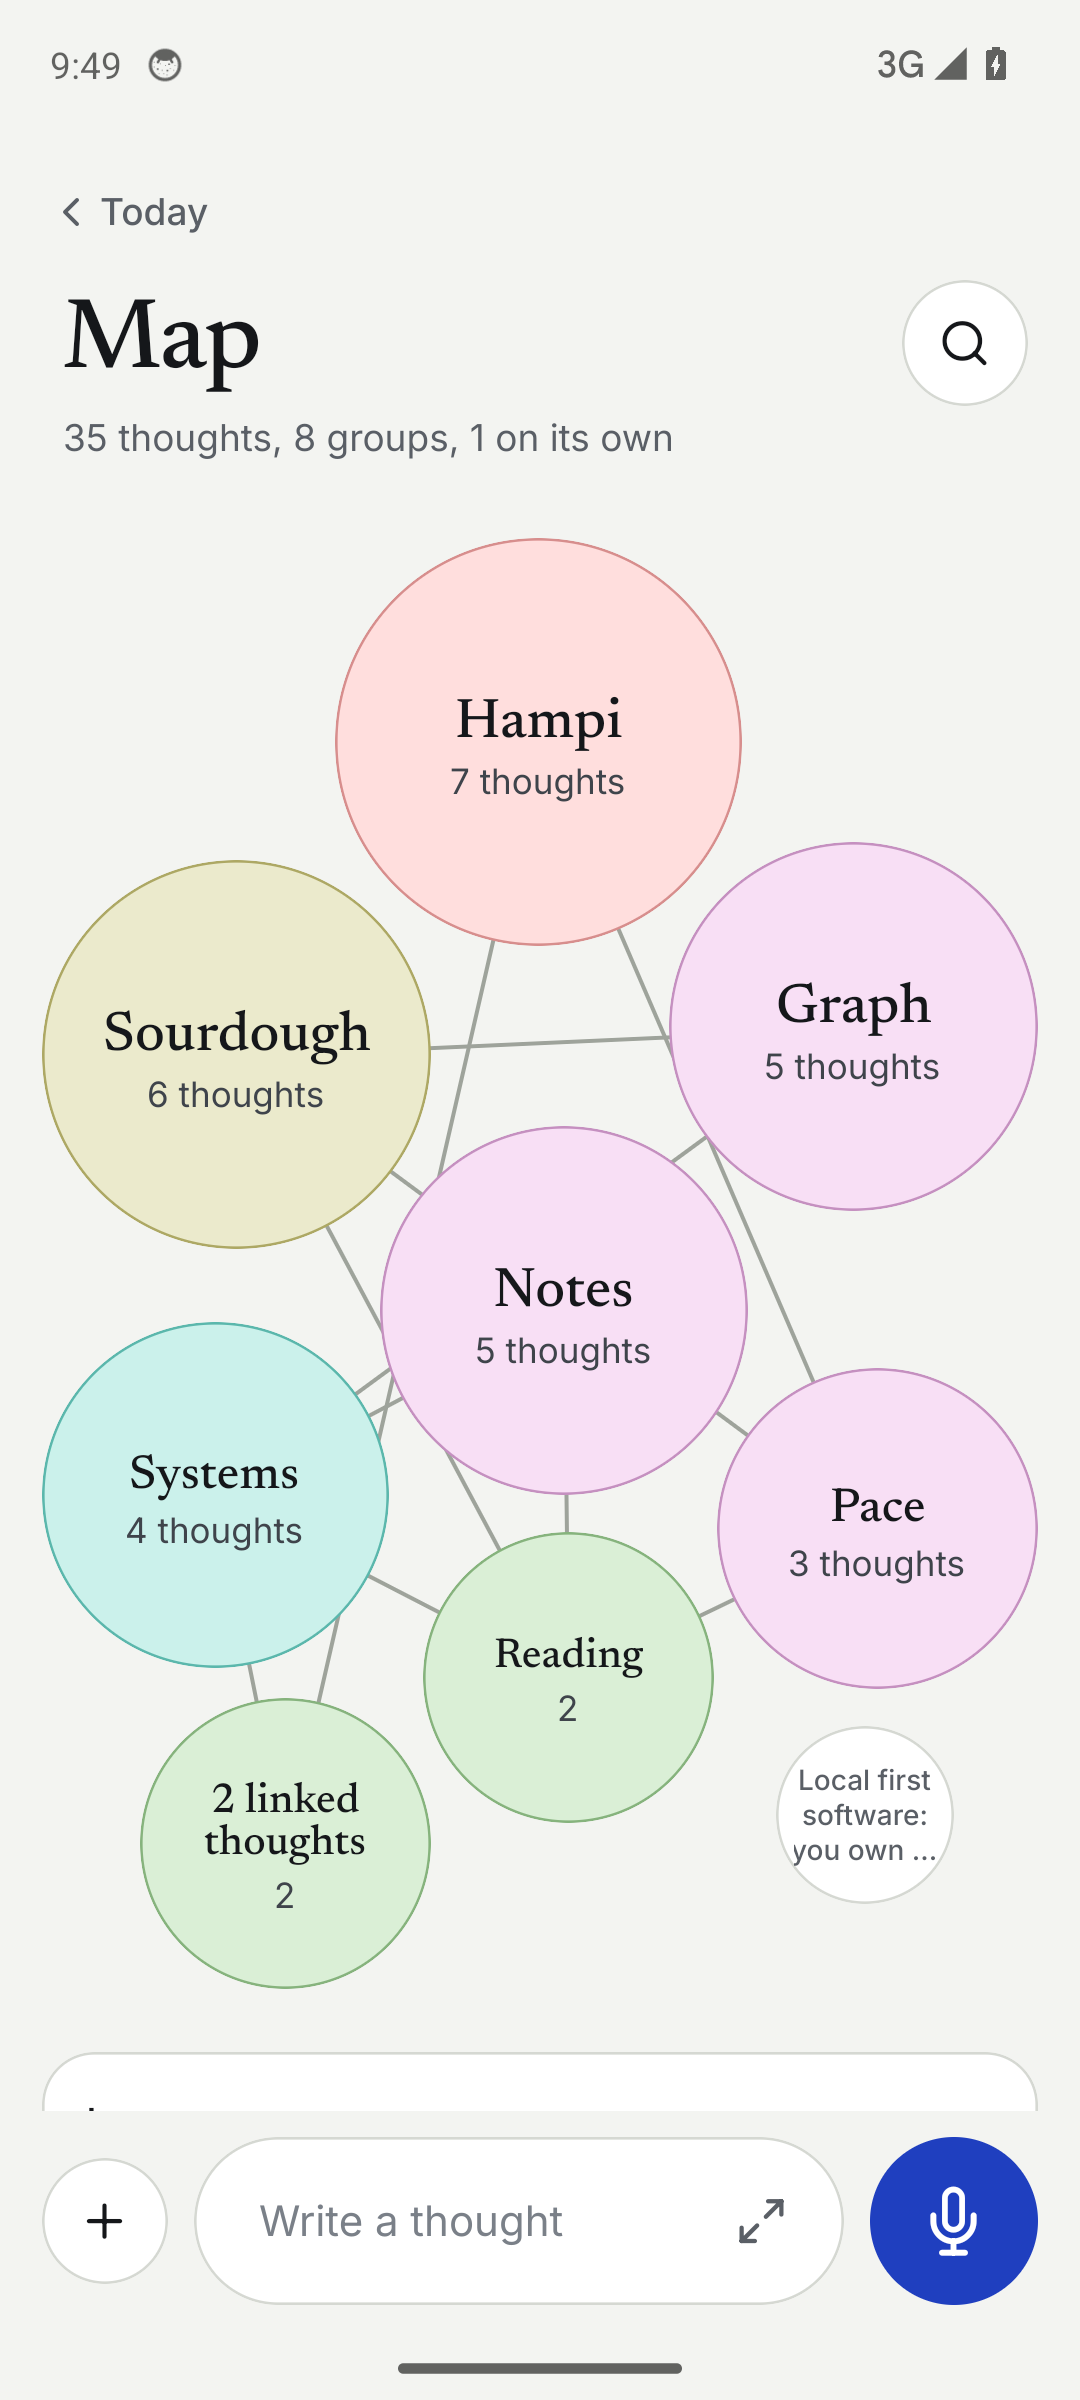 9:49
3G
Today
Map
35 thoughts, 8 groups, 1 on its own
Hampi
7 thoughts
Sourdough
6 thoughts
Graph
5 thoughts
Notes
5 thoughts
Systems
4 thoughts
Pace
3 thoughts
Reading
2
2 linked
thoughts
2
Local first
software:
you own ...
Write a thought